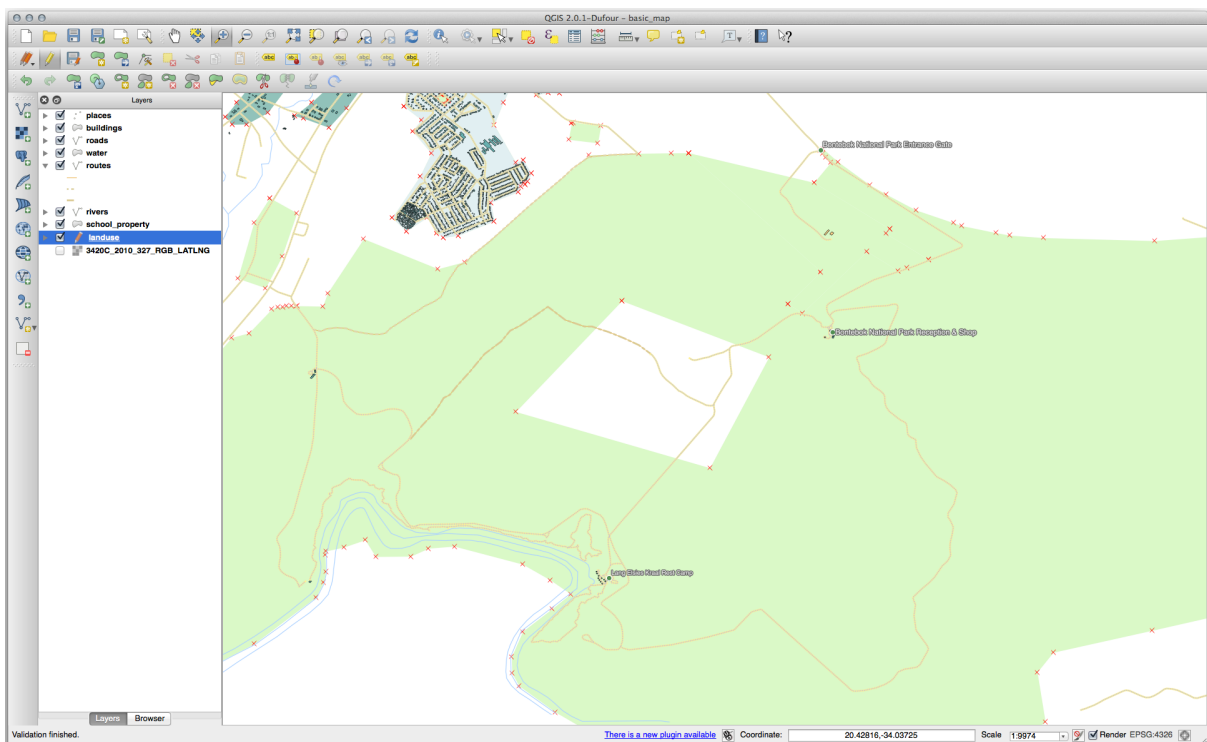 QGIS 2.0.1-Dufour - basic_map
Layers
places
buildings
roads
water
routes
rivers
school_property
landuse
3420C_2010_327_RGB_LATLNG
Bontebok National Park Entrance Gate
Bontebok National Park Reception & Shop
Lang Elsies Kraal Rest Camp
Layers Browser
Validation finished. There is a new plugin available Coordinate: 20.42816,-34.03725 Scale 1:9974 Render EPSG:4326